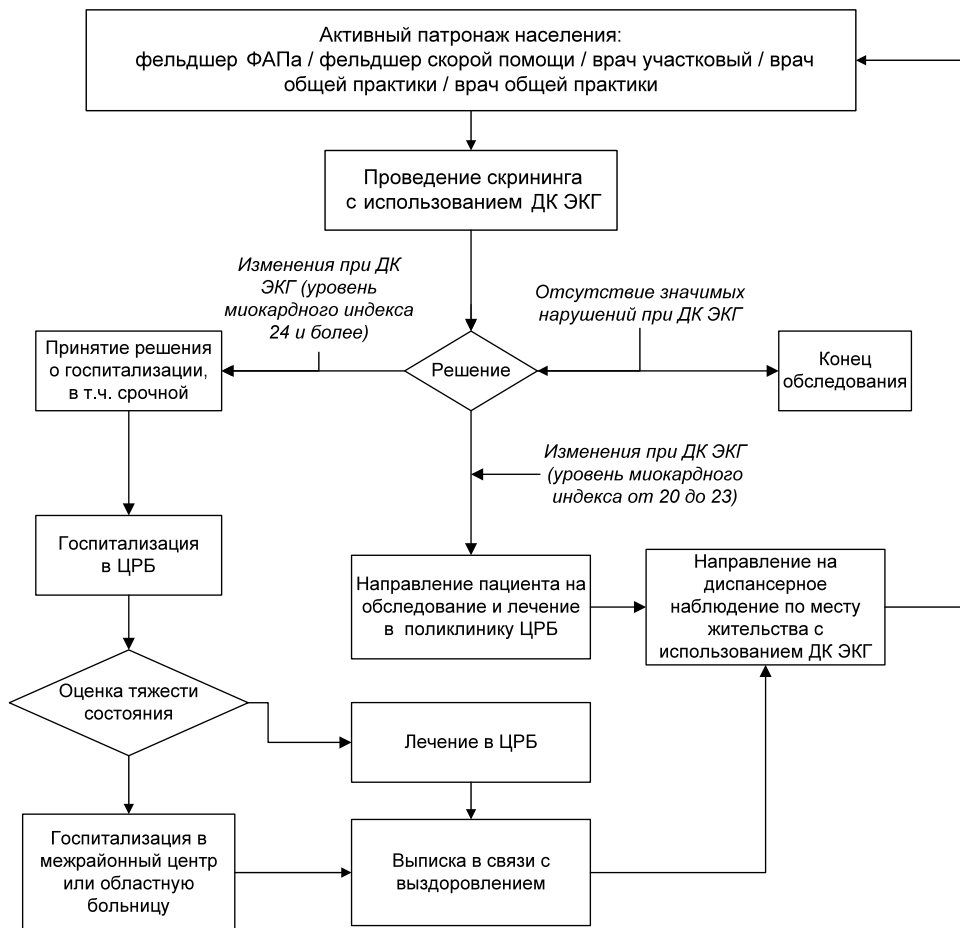 Активный патронаж населения:
фельдшер ФАПа / фельдшер скорой помощи / врач участковый / врач
общей практики / врач общей практики
Проведение скрининга
с использованием ДК ЭКГ
Изменения при ДК
ЭКГ (уровень
миокардного индекса
24 и более)
Отсутствие значимых
нарушений при ДК ЭКГ
Принятие решения
о госпитализации,
в т.ч. срочной
Решение
Конец
обследования
Изменения при ДК ЭКГ
(уровень миокардного
индекса от 20 до 23)
Госпитализация
в ЦРБ
Направление пациента на
обследование и лечение
в поликлинику ЦРБ
Направление на
диспансерное
наблюдение по месту
жительства с
использованием ДК ЭКГ
Оценка тяжести
состояния
Лечение в ЦРБ
Госпитализация в
межрайонный центр
или областную
больницу
Выписка в связи с
выздоровлением